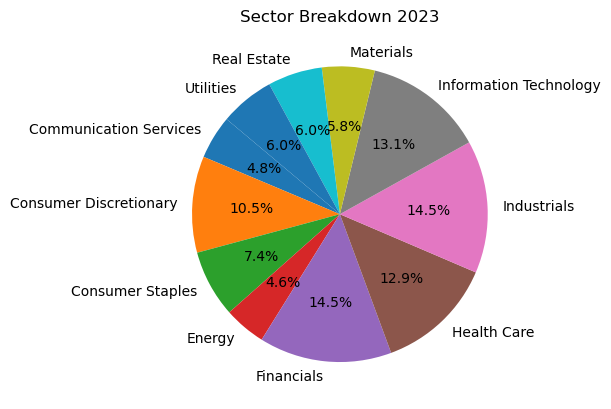 Sector Breakdown 2023
Materials
Real Estate
Information Technology
Utilities
Communication Services
5.8%
6.0%
13.1%
6.0%
4.8%
Consumer Discretionary
10.5%
14.5%
Industrials
7.4%
4.6%
12.9%
Consumer Staples
14.5%
Energy
Health Care
Financials